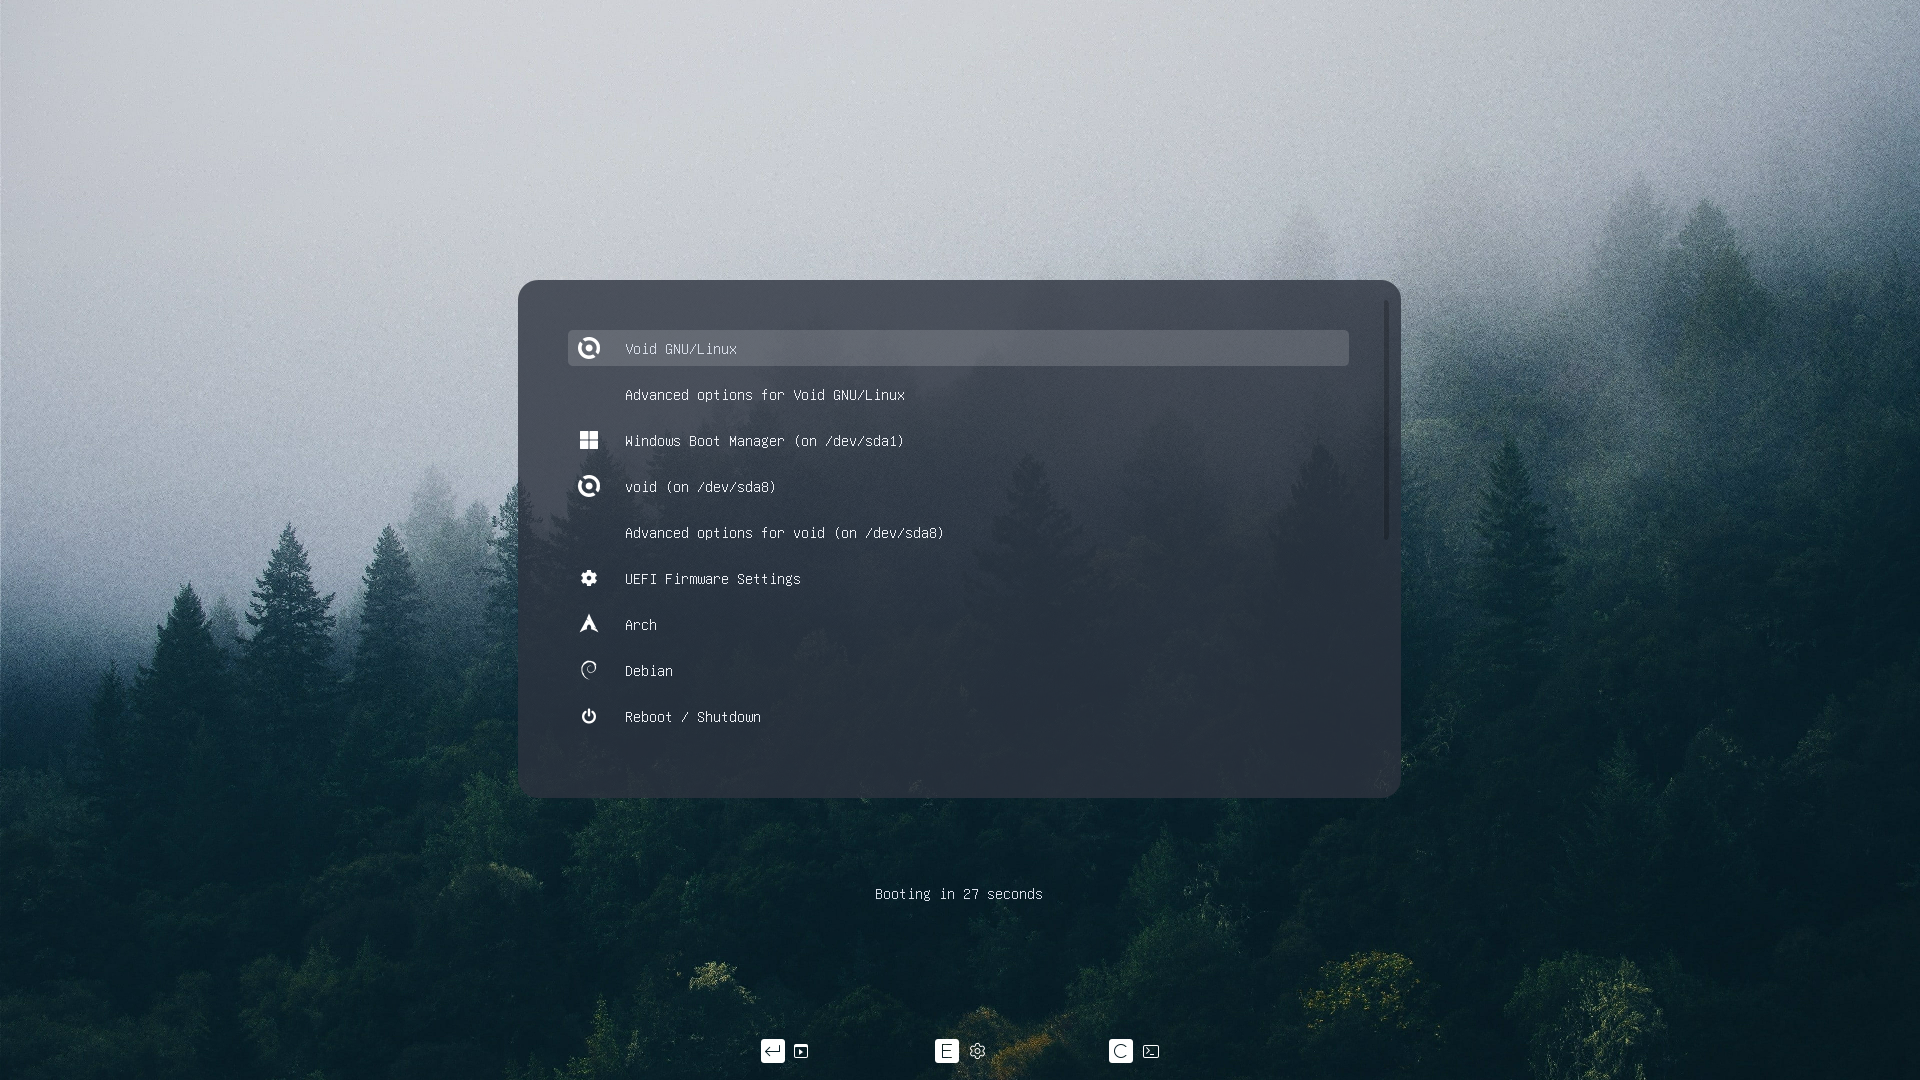 Void GNU/Linux
Advanced options for Void GNU/Linux
Windows Boot Manager (on /dev/sda1)
void (on /dev/sda8)
Advanced options for void (on /dev/sda8)
UEFI Firmware Settings
Arch
Debian
Reboot / Shutdown
Booting in 27 seconds
E
C